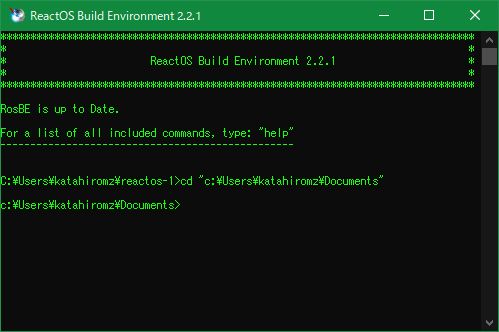 ReactOS Build Environment 2.2.1
*******************************************************************************
*                                                                             *
*                        ReactOS Build Environment 2.2.1                      *
*                                                                             *
*******************************************************************************
RosBE is up to Date.
For a list of all included commands, type: "help"
-------------------------------------------------
C:¥Users¥katahiromz¥reactos-1>cd "c:¥Users¥katahiromz¥Documents"
c:¥Users¥katahiromz¥Documents>